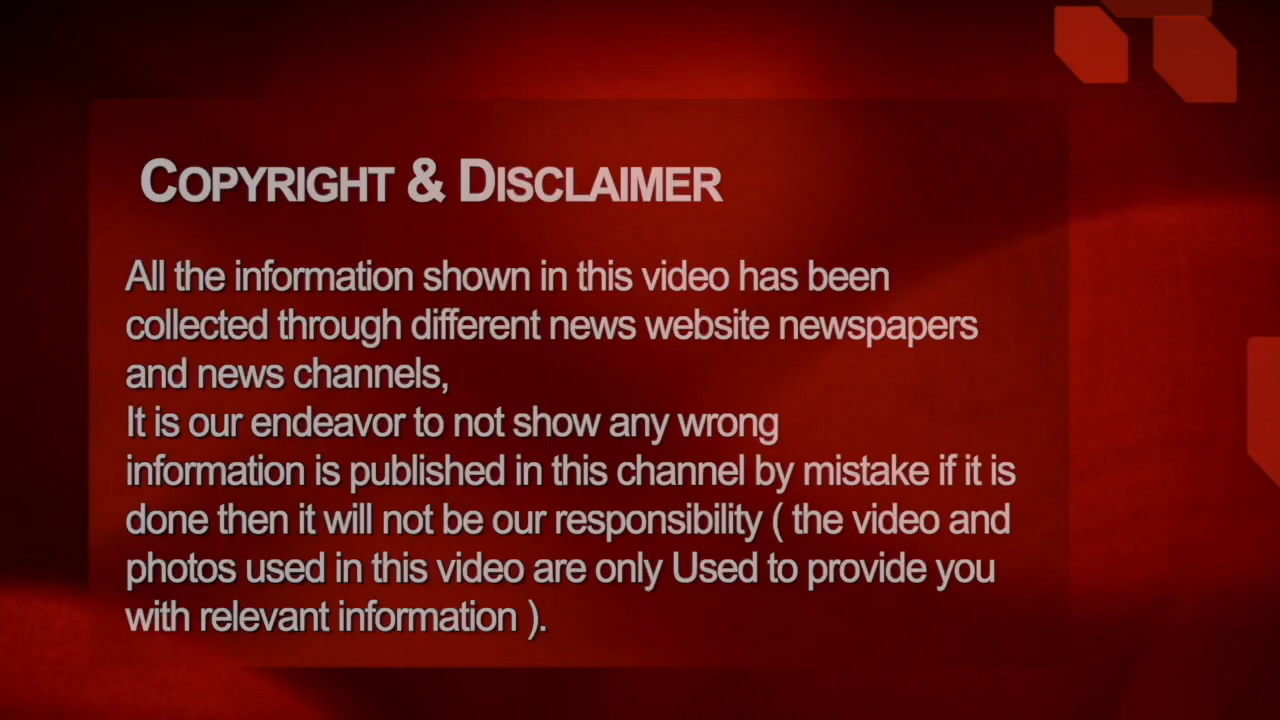 COPYRIGHT & DISCLAIMER
All the information shown in this video has been
collected through different news website newspapers
and news channels,
It is our endeavor to not show any wrong
information is published in this channel by mistake if it is
done then it will not be our responsibility ( the video and
photos used in this video are only Used to provide you
with relevant information ).